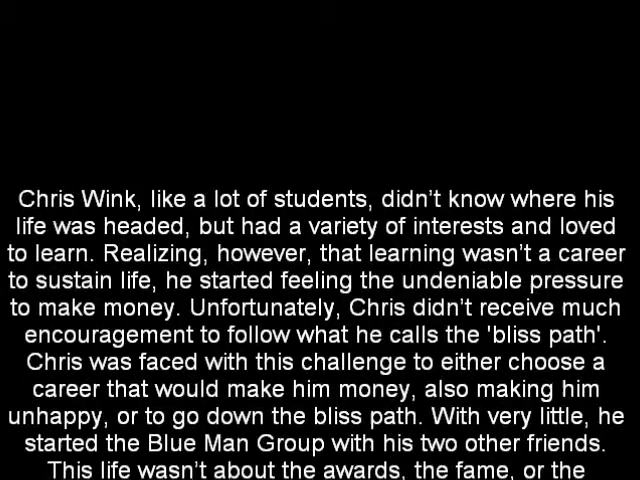 Chris Wink, like a lot of students, didn’t know where his
life was headed, but had a variety of interests and loved
to learn. Realizing, however, that learning wasn’t a career
to sustain life, he started feeling the undeniable pressure
to make money. Unfortunately, Chris didn’t receive much
encouragement to follow what he calls the 'bliss path'.
Chris was faced with this challenge to either choose a
career that would make him money, also making him
unhappy, or to go down the bliss path. With very little, he
started the Blue Man Group with his two other friends.
This life wasn’t about the awards, the fame, or the